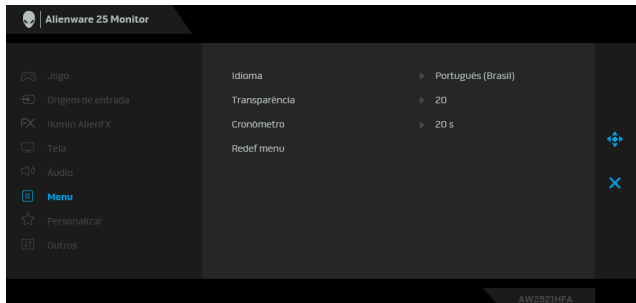 Alienware 25 Monitor
Jogo
Origem de entrada
Ilumin AlienFX
Tela
Áudio
Menu
Personalizar
Outros
Idioma Português (Brasil)
Transparência 20
Cronômetro 20 s
Redef menu
AW2521HFA